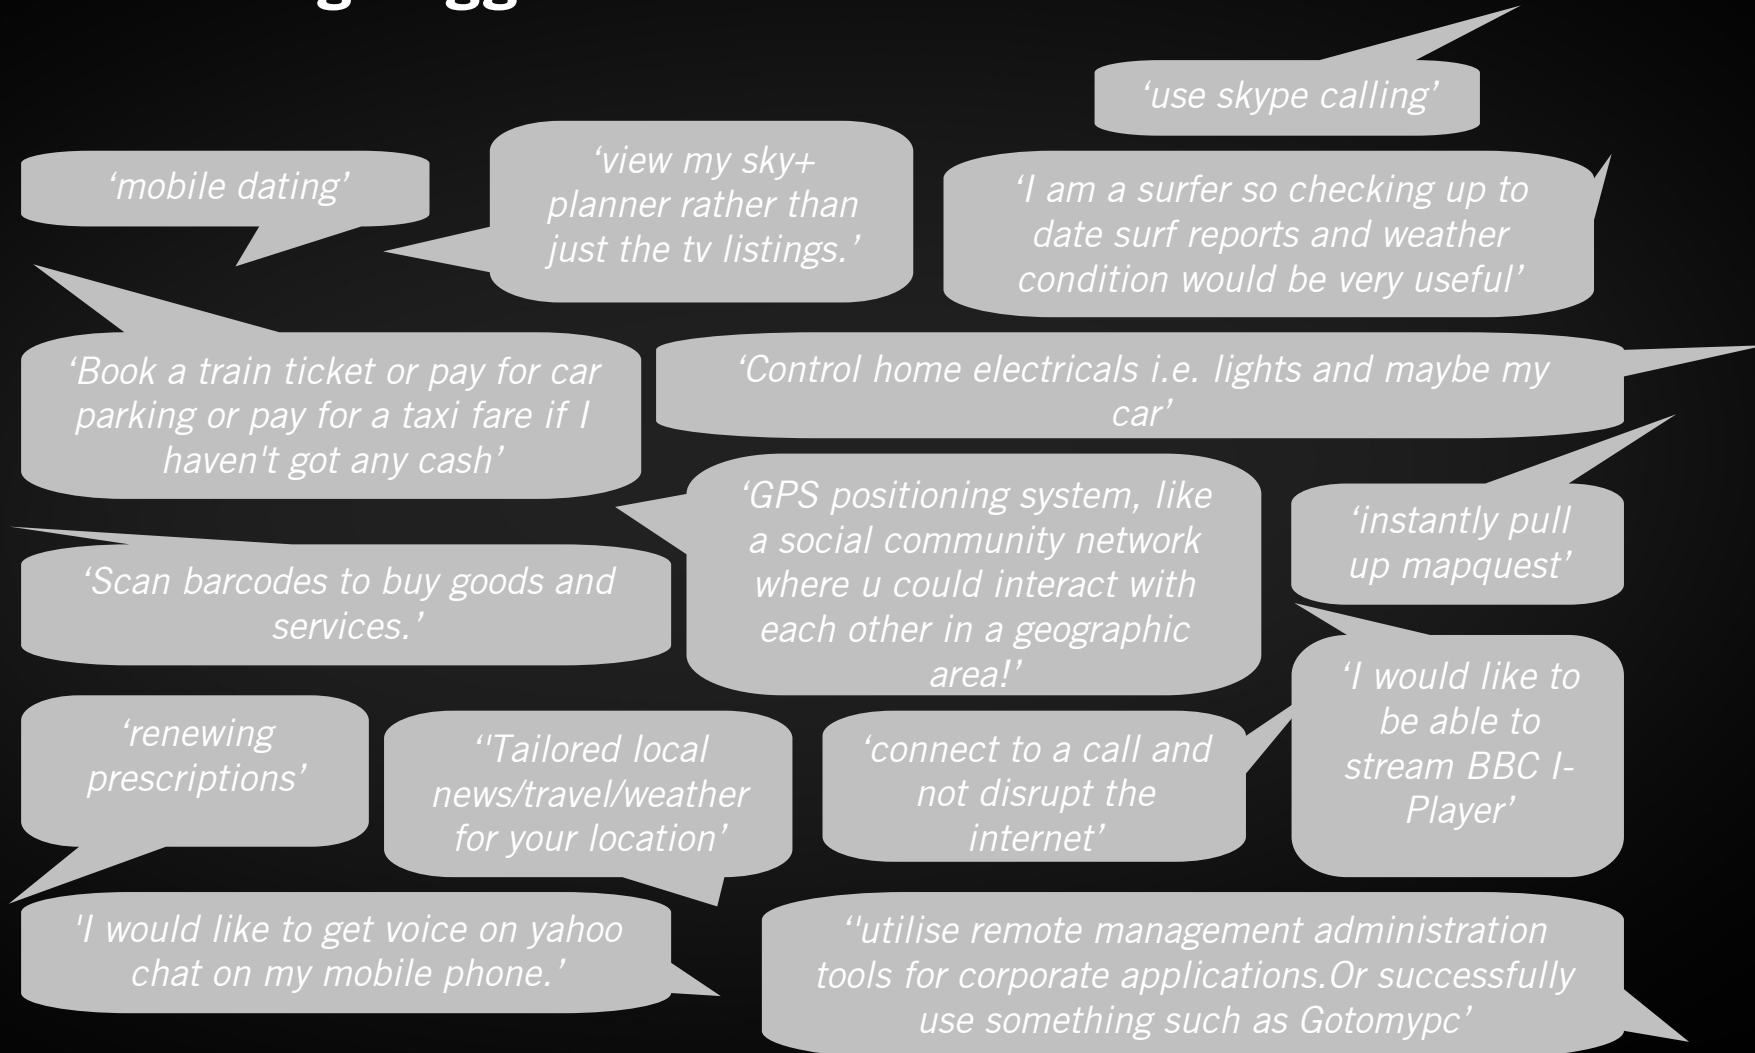 ‘use skype calling’
‘mobile dating’
‘view my sky+
planner rather than
just the tv listings.’
‘I am a surfer so checking up to
date surf reports and weather
condition would be very useful’
‘Book a train ticket or pay for car
parking or pay for a taxi fare if I
haven't got any cash’
‘Control home electricals i.e. lights and maybe my
car’
‘GPS positioning system, like
a social community network
where u could interact with
each other in a geographic
area!’
‘instantly pull
up mapquest’
‘Scan barcodes to buy goods and
services.’
‘I would like to
be able to
stream BBC I-
Player’
‘renewing
prescriptions’
‘'Tailored local
news/travel/weather
for your location’
‘connect to a call and
not disrupt the
internet’
'I would like to get voice on yahoo
chat on my mobile phone.’
‘'utilise remote management administration
tools for corporate applications.Or successfully
use something such as Gotomypc’